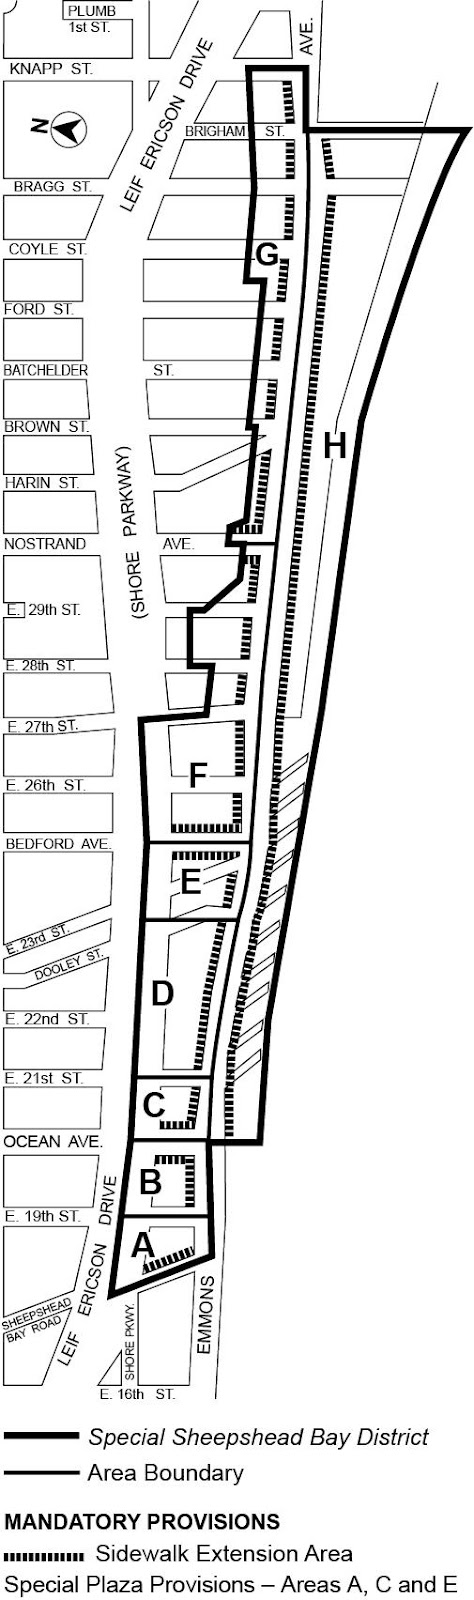 PLUMB
1st ST.
AVE.
KNAPP ST.
LEIF ERICSON DRIVE
N
BRIGHAM ST.
BRAGG ST.
G
COYLE ST.
FORD ST.
BATCHELDER ST.
BROWN ST.
H
HARIN ST.
(SHORE PARKWAY)
NOSTRAND AVE.
E. 29th ST.
E. 28th ST.
E. 27th ST.
F
E. 26th ST.
BEDFORD AVE.
E
E. 23rd ST.
DOOLEY ST.
D
E. 22nd ST.
E. 21st ST.
C
OCEAN AVE.
B
E. 19th ST.
A
LEIF ERICSON DRIVE
SHEEPSHEAD
BAY ROAD
SHORE PKWY.
EMMONS
E. 16th ST.
Special Sheepshead Bay District
Area Boundary
MANDATORY PROVISIONS
Sidewalk Extension Area
Special Plaza Provisions – Areas A, C and E